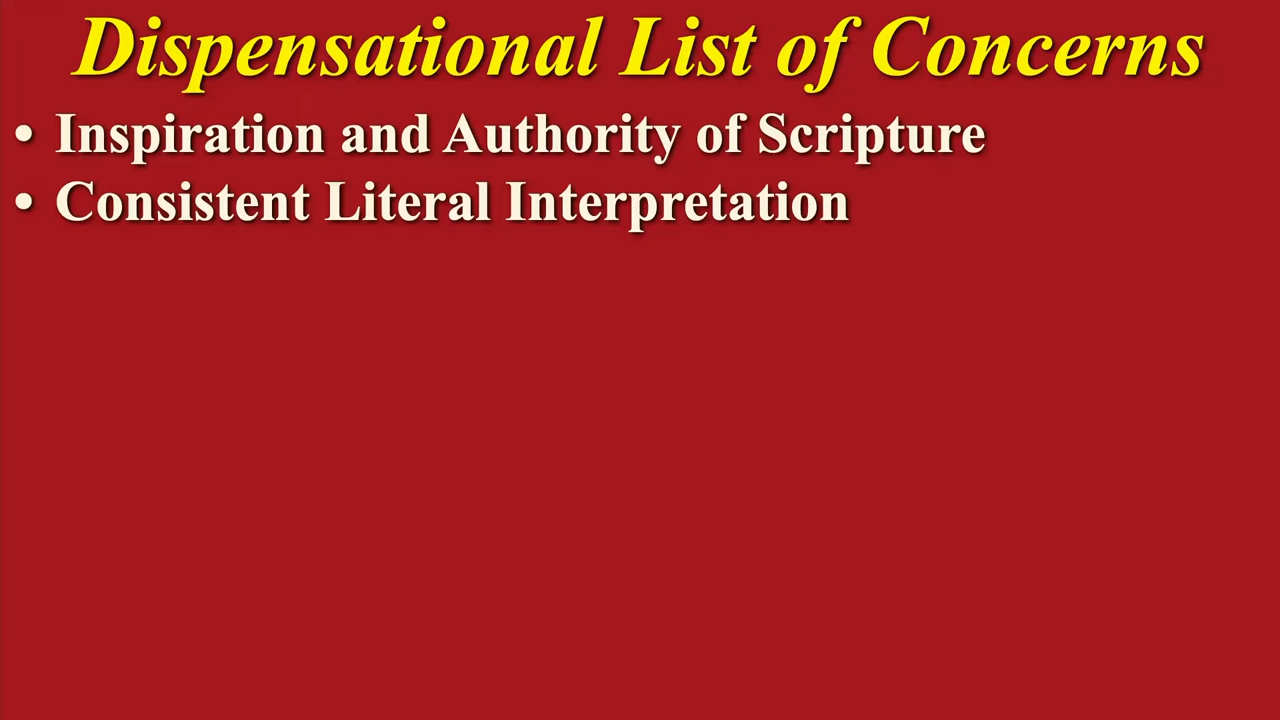 Dispensational List of Concerns
• Inspiration and Authority of Scripture
• Consistent Literal Interpretation